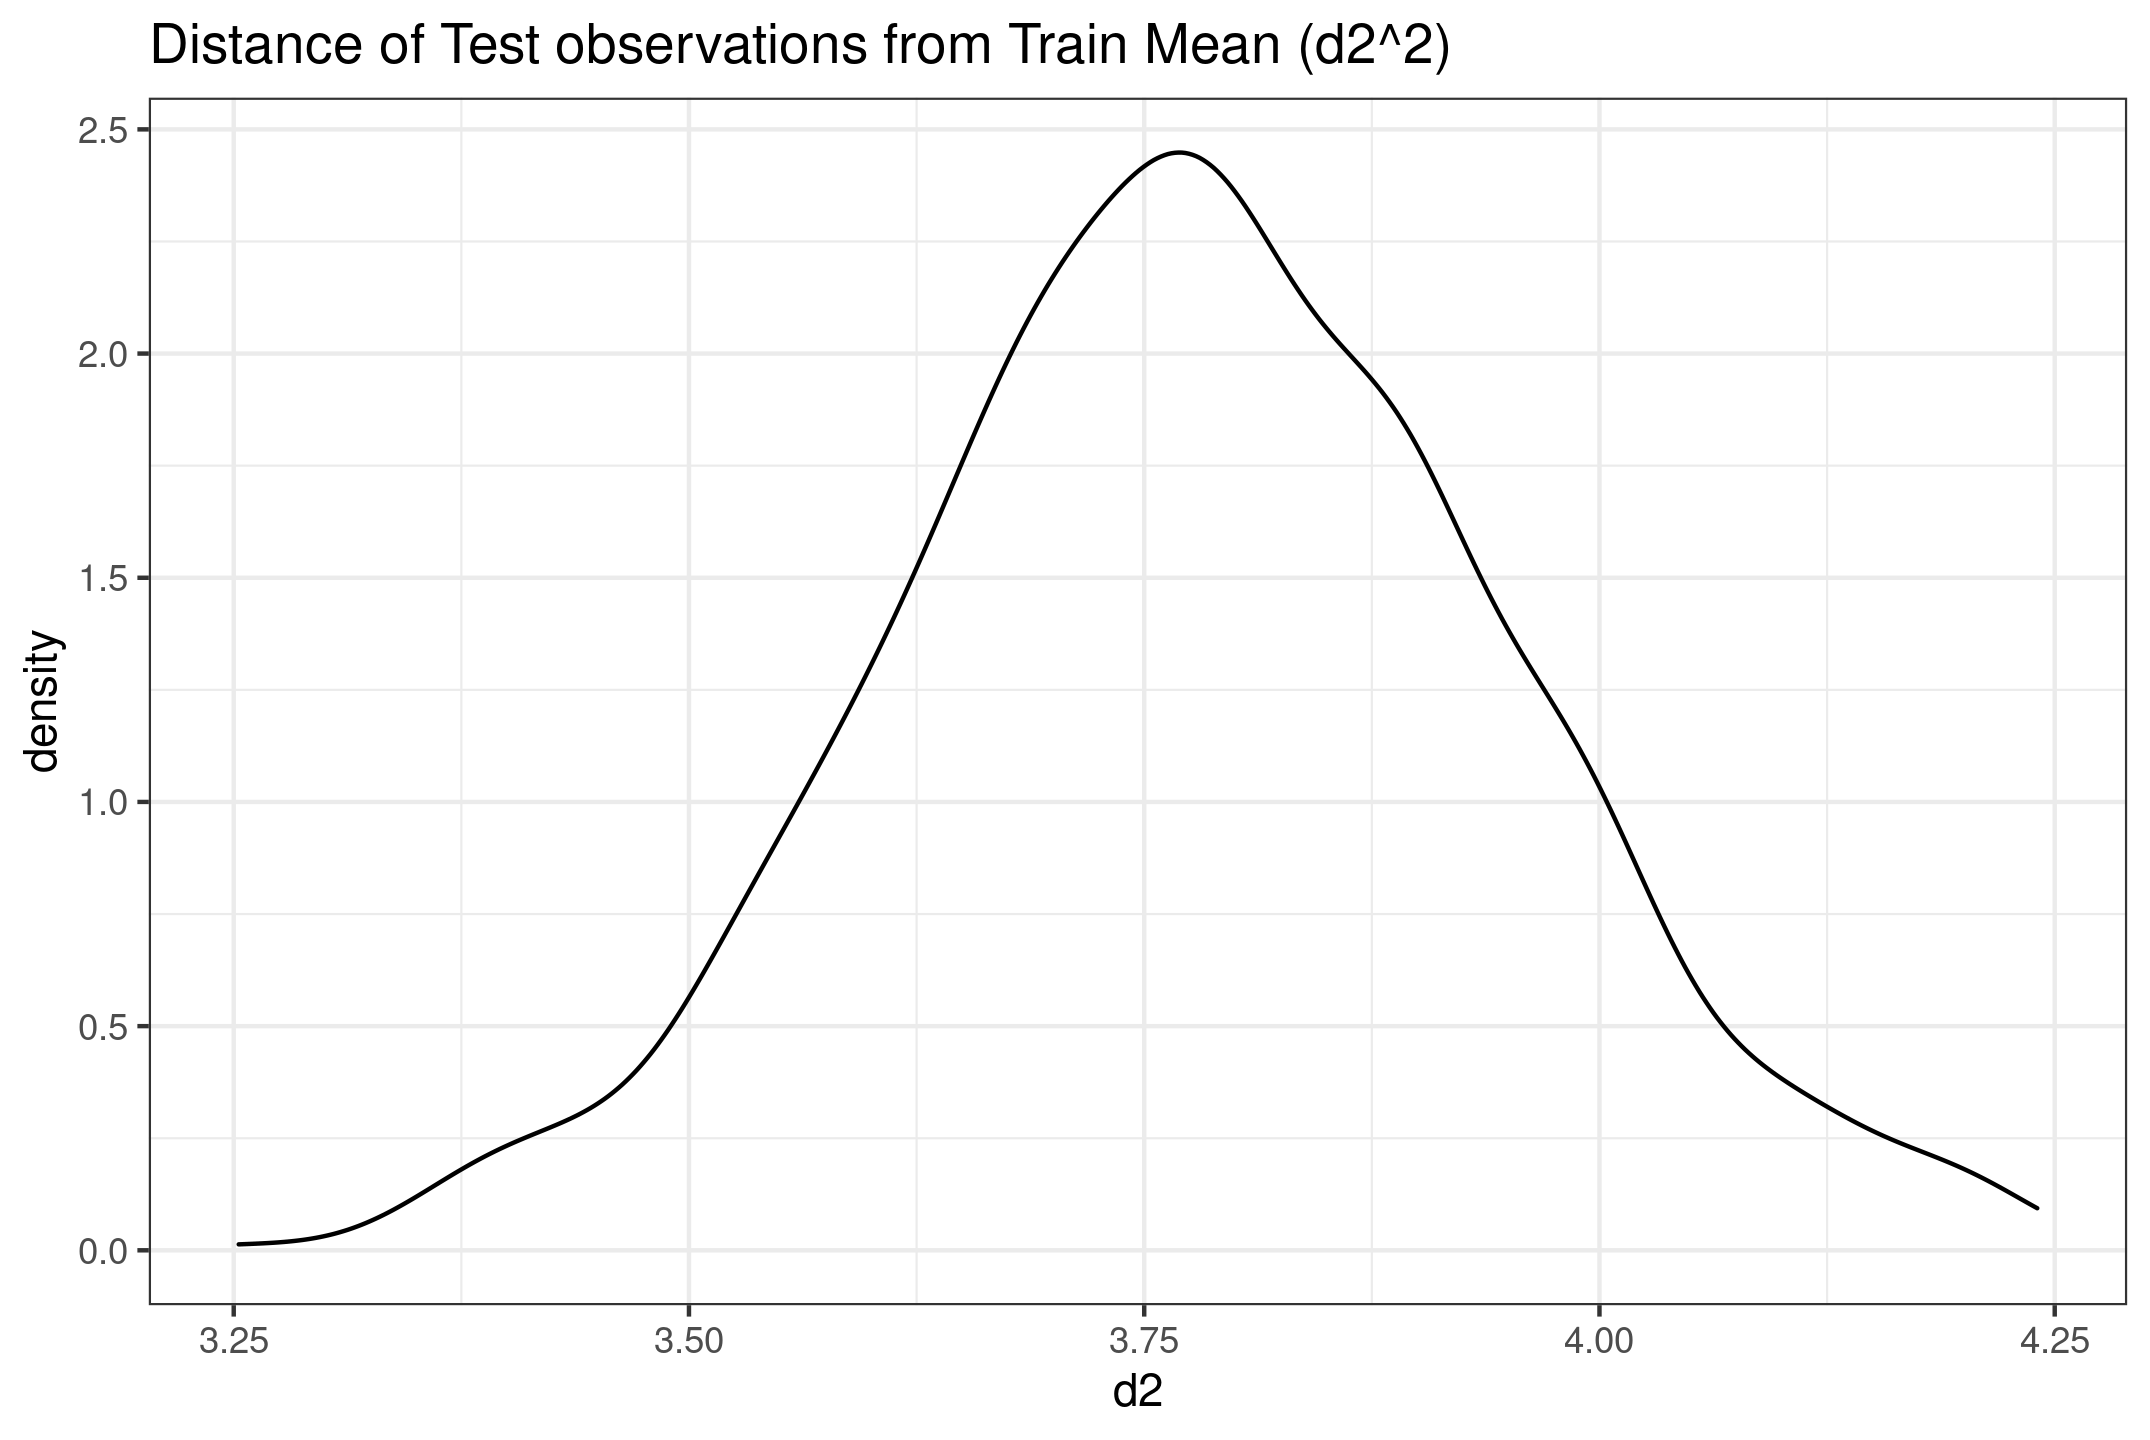 Distance of Test observations from Train Mean (d2^2)
2.5
2.0
1.5
1.0
0.5
0.0
density
3.25 3.50 3.75 4.00 4.25
d2